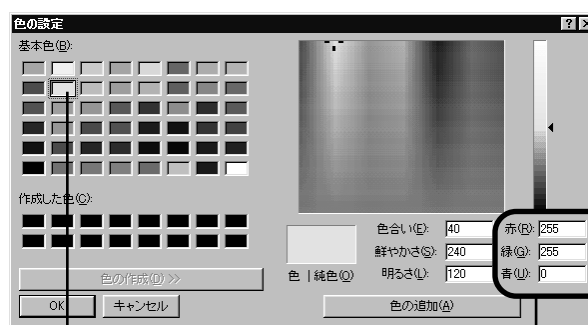 色の設定
基本色(B):
作成した色(C):
色の作成(D) >>
OK
キャンセル
色 | 純色(O)
色合い(E): 40
鮮やかさ(S): 240
明るさ(L): 120
赤(R): 255
緑(G): 255
青(U): 0
色の追加(A)